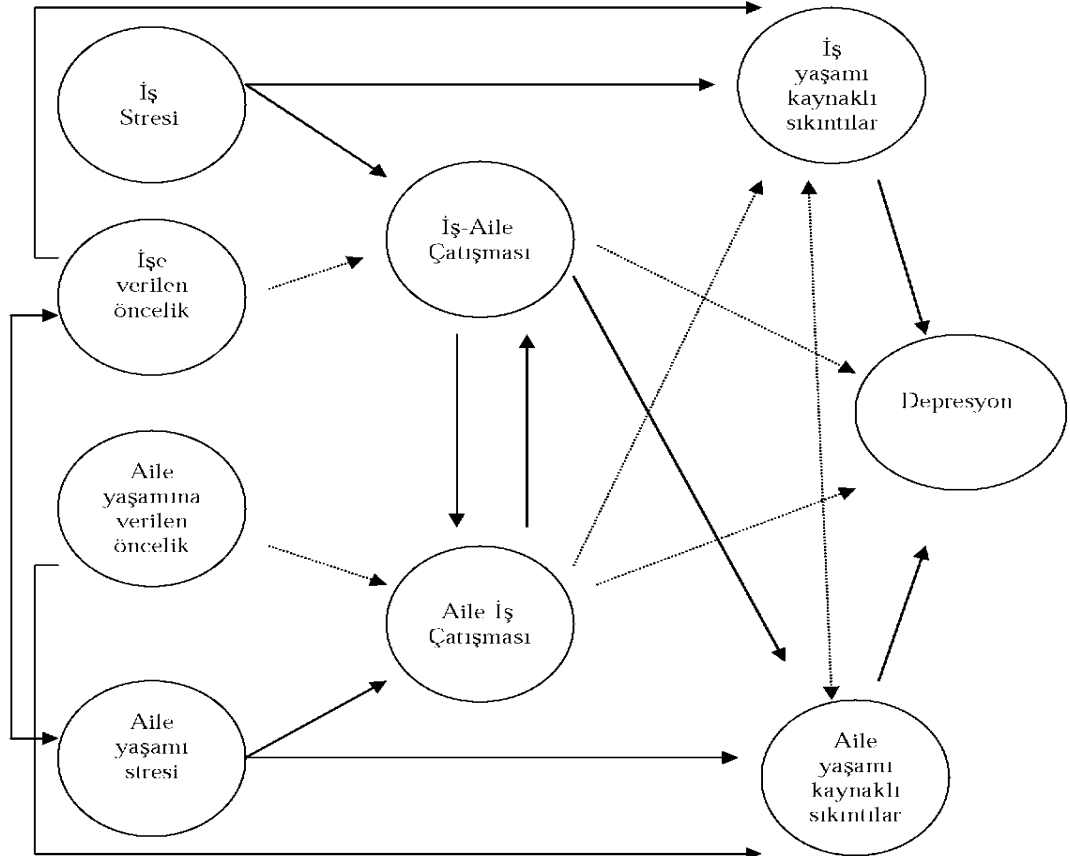 İş
Stresi
İş
yaşamı
kaynaklı
sıkıntılar
İş-Aile
Çatışması
İşe
verilen
öncelik
Depresyon
Aile
yaşamına
verilen
öncelik
Aile İş
Çatışması
Aile
yaşamı
stresi
Aile
yaşamı
kaynaklı
sıkıntılar